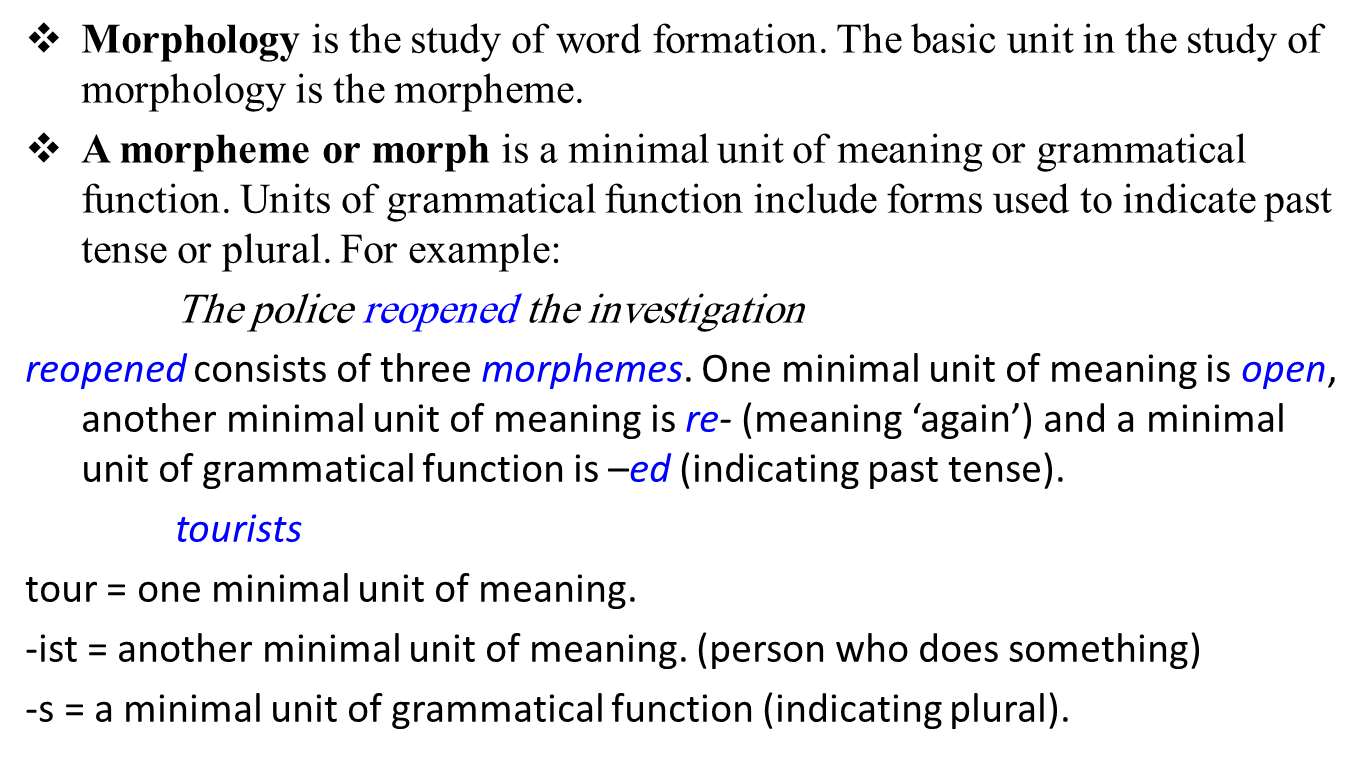 ❖ Morphology is the study of word formation. The basic unit in the study of
morphology is the morpheme.
❖ A morpheme or morph is a minimal unit of meaning or grammatical
function. Units of grammatical function include forms used to indicate past
tense or plural. For example:
The police reopened the investigation
reopened consists of three morphemes. One minimal unit of meaning is open,
another minimal unit of meaning is re- (meaning ‘again’) and a minimal
unit of grammatical function is –ed (indicating past tense).
tourists
tour = one minimal unit of meaning.
-ist = another minimal unit of meaning. (person who does something)
-s = a minimal unit of grammatical function (indicating plural).